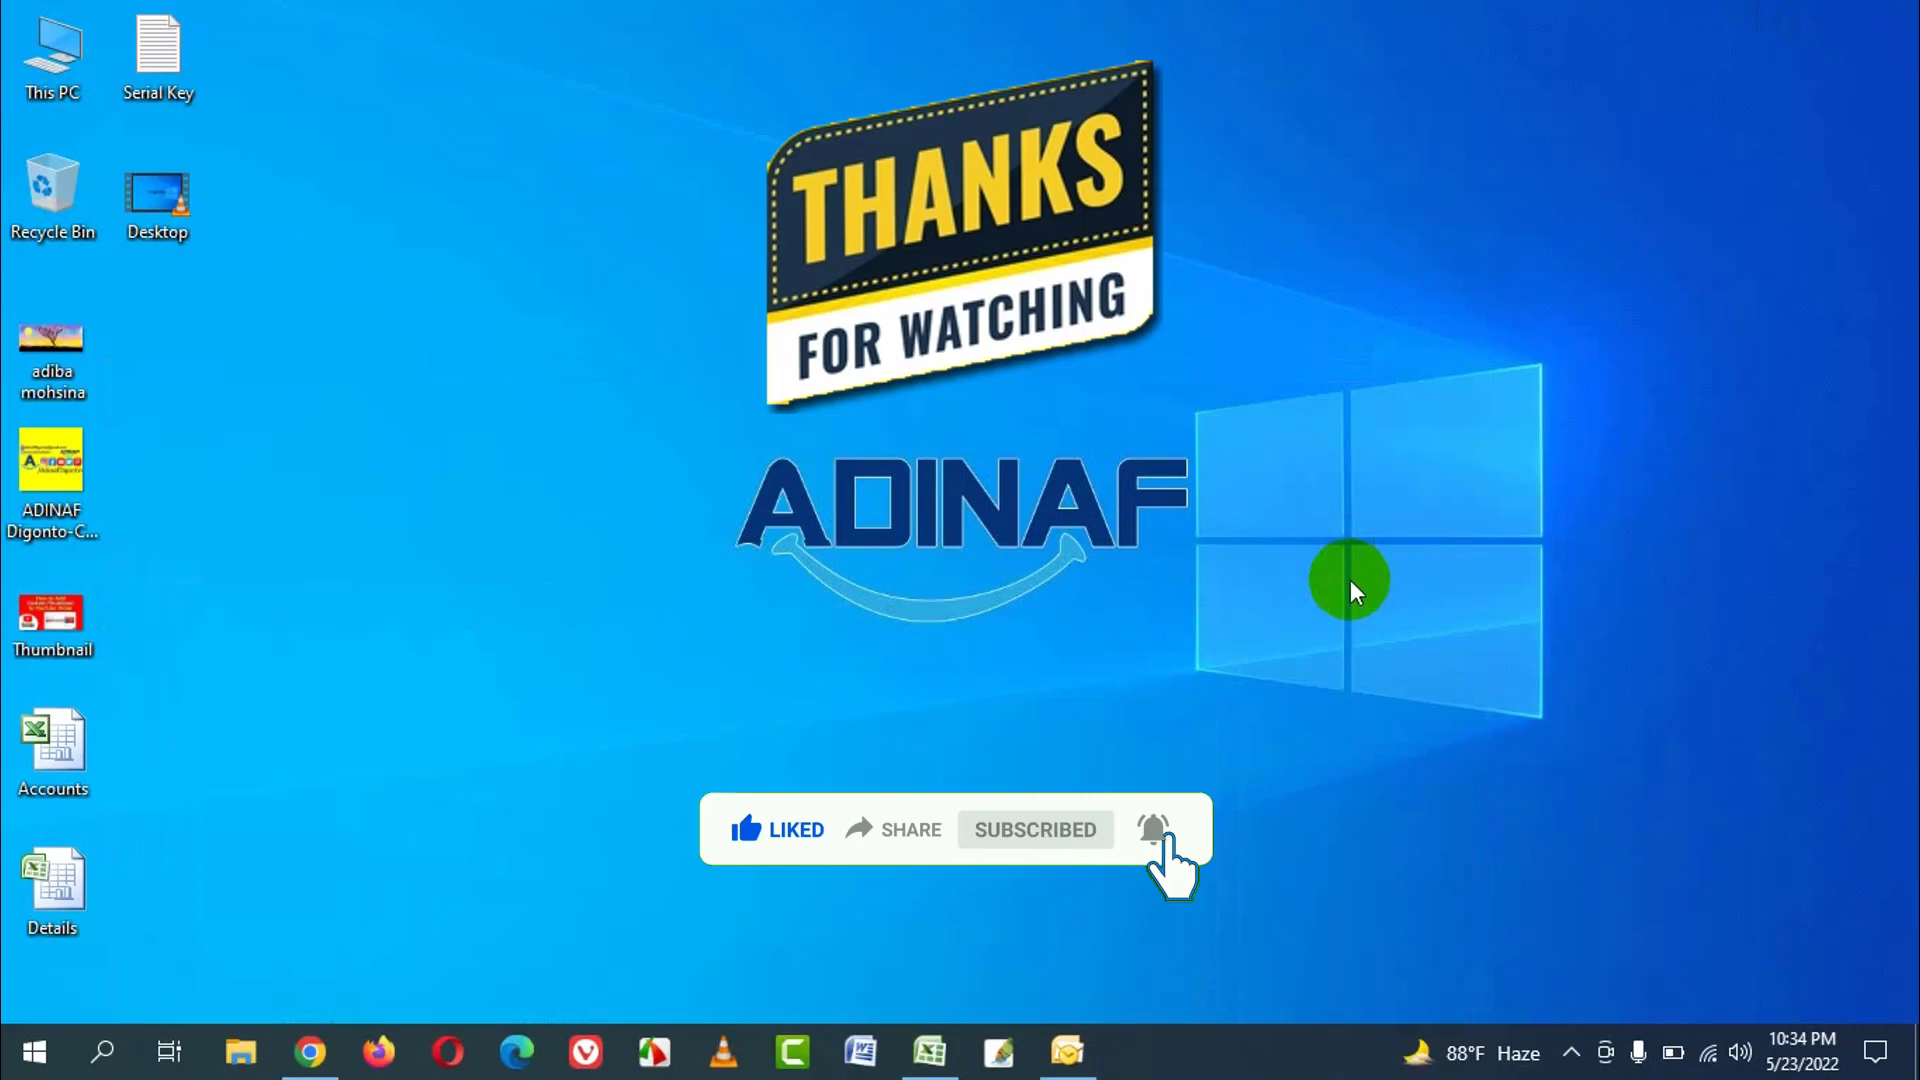 This PC
Serial Key
Recycle Bin
Desktop
adiba
mohsina
ADINAF
Digonto-C...
Thumbnail
Accounts
Details
THANKS
FOR WATCHING
ADINAF
LIKED
SHARE
SUBSCRIBED
88°F Haze
10:34 PM
5/23/2022